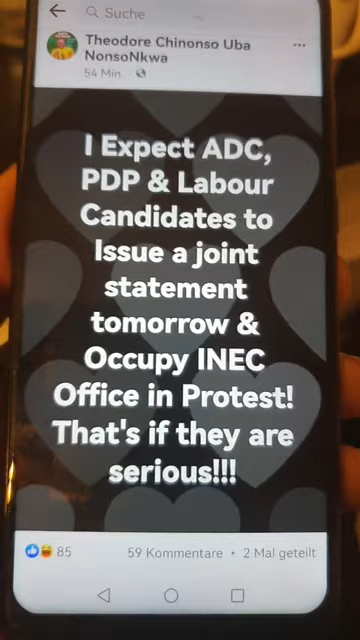 Suche
Theodore Chinonso Uba
NonsoNkwa
54 Min.
I Expect ADC,
PDP & Labour
Candidates to
Issue a joint
statement
tomorrow &
Occupy INEC
Office in Protest!
That's if they are
serious!!!
85
59 Kommentare • 2 Mal geteilt